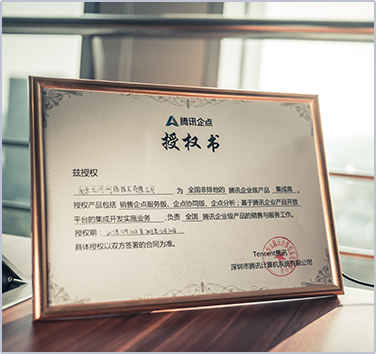 腾讯企点
授权书
兹授权
为 全国非排他的 腾讯企业级产品 集成商，
授权产品包括 销售企点服务版、企点协同版、企点分析；基于腾讯企业产品开放
平台的集成开发实施业务 ，负责 全国 腾讯企业级产品的销售与服务工作。
授权期：
具体授权以双方签署的合同为准。
Tencent腾讯
深圳市腾讯计算机系统有限公司